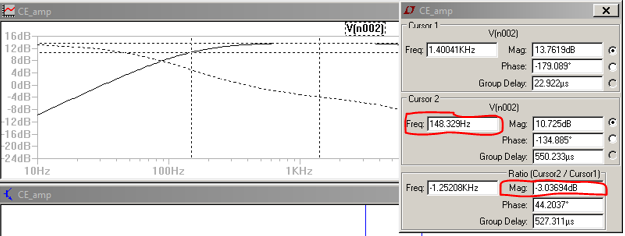 CE_amp
V(n002)
16dB
12dB
8dB
4dB
0dB
-4dB
-8dB
-12dB
-16dB
-20dB
-24dB
10Hz
100Hz
1KHz
CE_amp
CE_amp
Cursor 1
V(n002)
Freq: 1.40041KHz Mag: 13.7619dB
Phase: -179.089°
Group Delay: 22.922µs
Cursor 2
V(n002)
Freq: 148.329Hz Mag: 10.725dB
Phase: -134.885°
Group Delay: 550.233µs
Ratio (Cursor2 / Cursor1)
Freq: -1.25208KHz Mag: -3.03694dB
Phase: 44.2037°
Group Delay: 527.311µs